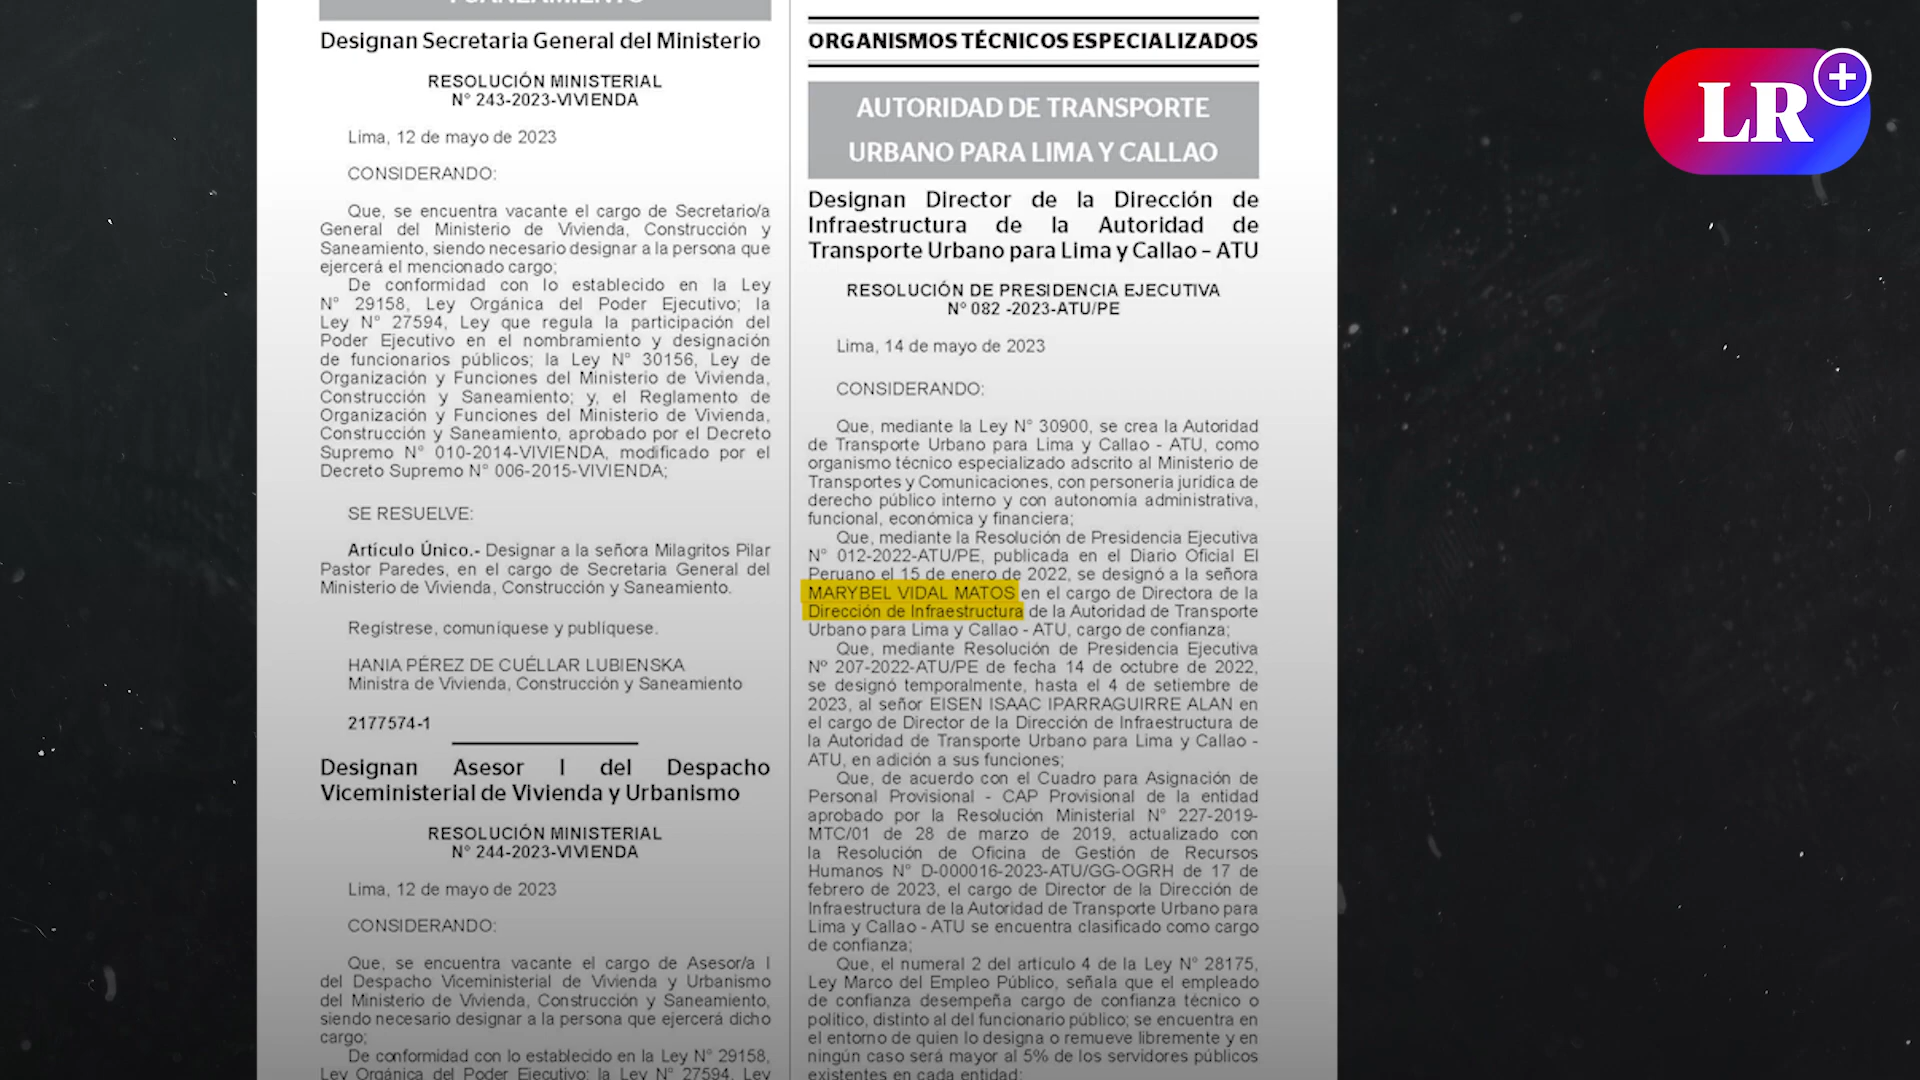 Designan Secretaria General del Ministerio
RESOLUCIÓN MINISTERIAL
N° 243-2023-VIVIENDA
Lima, 12 de mayo de 2023
CONSIDERANDO:
Que, se encuentra vacante el cargo de Secretario/a
General del Ministerio de Vivienda, Construcción y
Saneamiento, siendo necesario designar a la persona que
ejercerá el mencionado cargo;
De conformidad con lo establecido en la Ley
N° 29158, Ley Orgánica del Poder Ejecutivo; la
Ley N° 27594, Ley que regula la participación del
Poder Ejecutivo en el nombramiento y designación
de funcionarios públicos; la Ley N° 30156, Ley de
Organización y Funciones del Ministerio de Vivienda,
Construcción y Saneamiento; y, el Reglamento de
Organización y Funciones del Ministerio de Vivienda,
Construcción y Saneamiento, aprobado por el Decreto
Supremo N° 010-2014-VIVIENDA, modificado por el
Decreto Supremo N° 006-2015-VIVIENDA;
SE RESUELVE:
Artículo Único.- Designar a la señora Milagritos Pilar
Pastor Paredes, en el cargo de Secretaria General del
Ministerio de Vivienda, Construcción y Saneamiento.
Regístrese, comuníquese y publíquese.
HANIA PÉREZ DE CUÉLLAR LUBIENSKA
Ministra de Vivienda, Construcción y Saneamiento
2177574-1
Designan Asesor I del Despacho
Viceministerial de Vivienda y Urbanismo
RESOLUCIÓN MINISTERIAL
N° 244-2023-VIVIENDA
Lima, 12 de mayo de 2023
CONSIDERANDO:
Que, se encuentra vacante el cargo de Asesor/a I
del Despacho Viceministerial de Vivienda y Urbanismo
del Ministerio de Vivienda, Construcción y Saneamiento,
siendo necesario designar a la persona que ejercerá dicho
cargo;
De conformidad con lo establecido en la Ley N° 29158,
Ley Orgánica del Poder Ejecutivo; la Ley N° 27594, Ley
ORGANISMOS TÉCNICOS ESPECIALIZADOS
AUTORIDAD DE TRANSPORTE
URBANO PARA LIMA Y CALLAO
Designan Director de la Dirección de
Infraestructura de la Autoridad de
Transporte Urbano para Lima y Callao – ATU
RESOLUCIÓN DE PRESIDENCIA EJECUTIVA
N° 082 -2023-ATU/PE
Lima, 14 de mayo de 2023
CONSIDERANDO:
Que, mediante la Ley N° 30900, se crea la Autoridad
de Transporte Urbano para Lima y Callao - ATU, como
organismo técnico especializado adscrito al Ministerio de
Transportes y Comunicaciones, con personería jurídica de
derecho público interno y con autonomía administrativa,
funcional, económica y financiera;
Que, mediante la Resolución de Presidencia Ejecutiva
N° 012-2022-ATU/PE, publicada en el Diario Oficial El
Peruano el 15 de enero de 2022, se designó a la señora
MARYBEL VIDAL MATOS en el cargo de Directora de la
Dirección de Infraestructura de la Autoridad de Transporte
Urbano para Lima y Callao - ATU, cargo de confianza;
Que, mediante Resolución de Presidencia Ejecutiva
Nº 207-2022-ATU/PE de fecha 14 de octubre de 2022,
se designó temporalmente, hasta el 4 de setiembre de
2023, al señor EISEN ISAAC IPARRAGUIRRE ALAN en
el cargo de Director de la Dirección de Infraestructura de
la Autoridad de Transporte Urbano para Lima y Callao -
ATU, en adición a sus funciones;
Que, de acuerdo con el Cuadro para Asignación de
Personal Provisional - CAP Provisional de la entidad
aprobado por la Resolución Ministerial N° 227-2019-
MTC/01 de 28 de marzo de 2019, actualizado con
la Resolución de Oficina de Gestión de Recursos
Humanos N° D-000016-2023-ATU/GG-OGRH de 17 de
febrero de 2023, el cargo de Director de la Dirección de
Infraestructura de la Autoridad de Transporte Urbano para
Lima y Callao - ATU se encuentra clasificado como cargo
de confianza;
Que, el numeral 2 del artículo 4 de la Ley N° 28175,
Ley Marco del Empleo Público, señala que el empleado
de confianza desempeña cargo de confianza técnico o
político, distinto al del funcionario público; se encuentra en
el entorno de quien lo designa o remueve libremente y en
ningún caso será mayor al 5% de los servidores públicos
existentes en cada entidad;
LR+